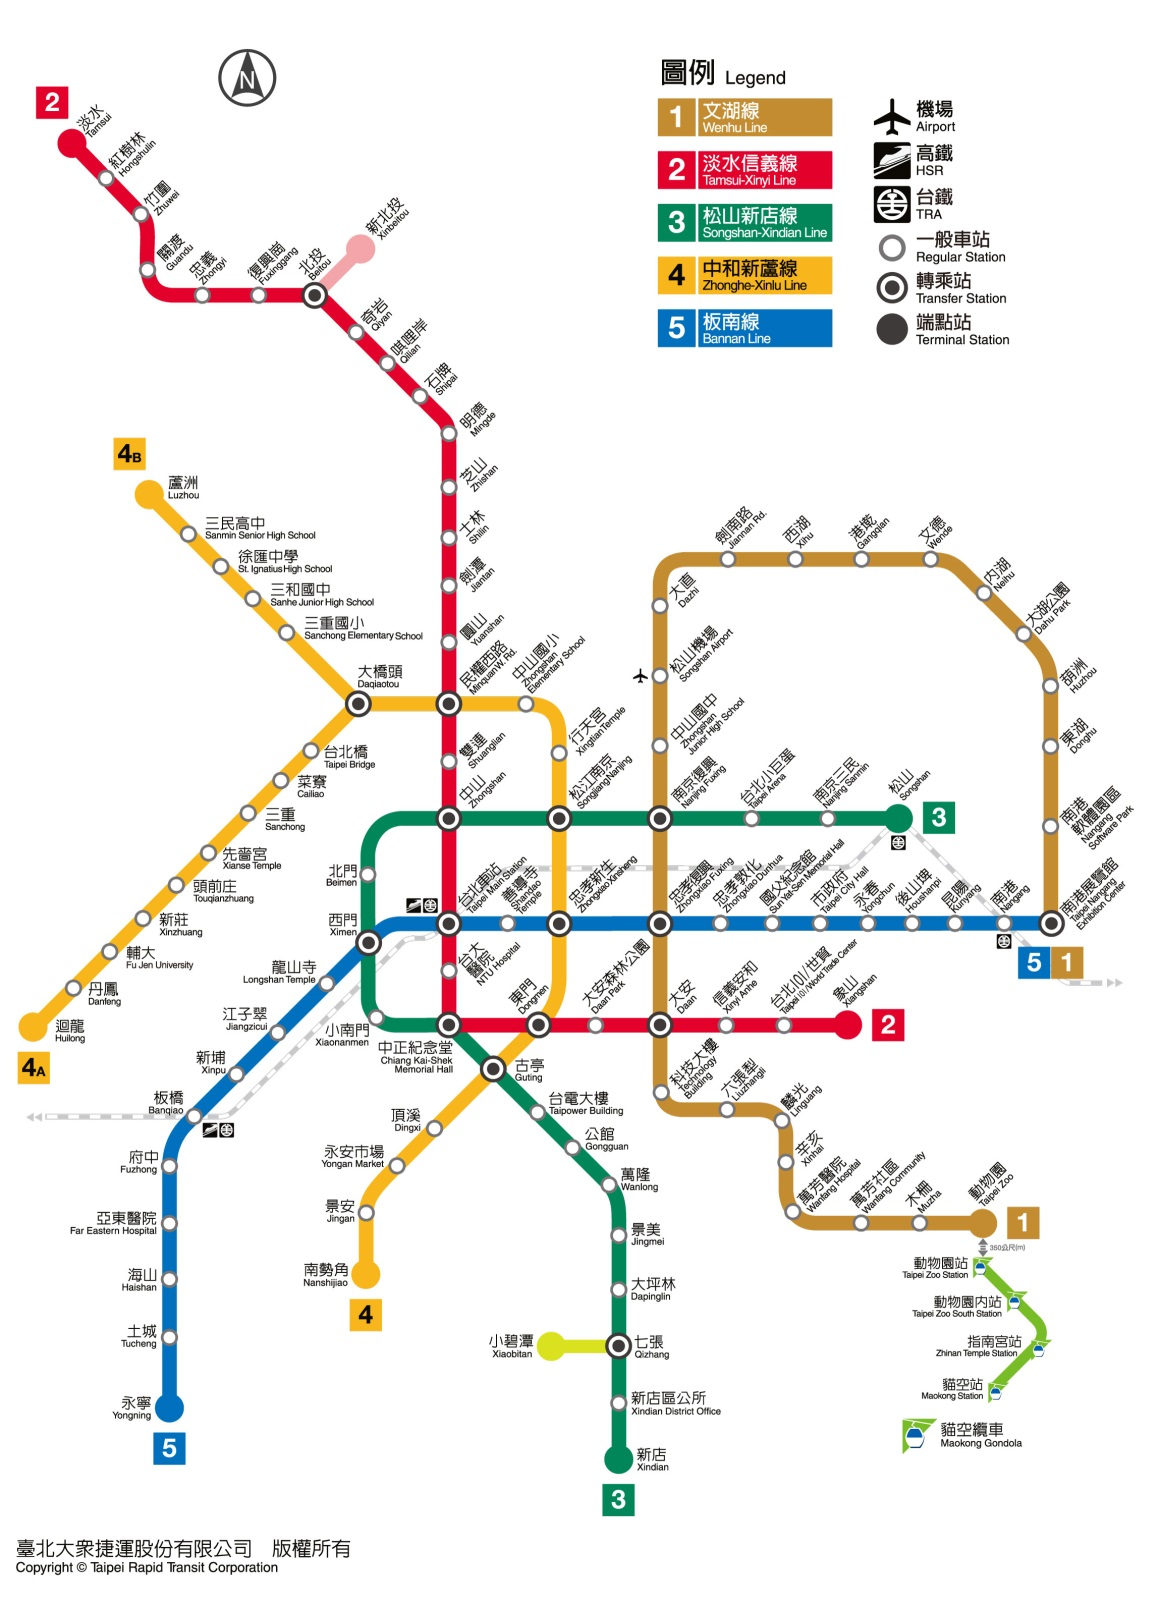 N
圖例 Legend
1 文湖線
Wenhu Line
2 淡水信義線
Tamsui-Xinyi Line
3 松山新店線
Songshan-Xindian Line
4 中和新蘆線
Zhonghe-Xinlu Line
5 板南線
Bannan Line
機場
Airport
高鐵
HSR
台鐵
TRA
一般車站
Regular Station
轉乘站
Transfer Station
端點站
Terminal Station
2
淡水
Tamsui
紅樹林
Hongshulin
竹圍
Zhuwei
關渡
Guandu
忠義
Zhongyi
復興崗
Fuxinggang
北投
Beitou
新北投
Xinbeitou
奇岩
Qiyan
唭哩岸
Qilian
石牌
Shipai
明德
Mingde
芝山
Zhishan
士林
Shilin
劍潭
Jiantan
圓山
Yuanshan
民權西路
Minquan W. Rd.
雙連
Shuanglian
中山
Zhongshan
台北車站
Taipei Main Station
台大
醫院
NTU Hospital
中正紀念堂
Chiang Kai-Shek
Memorial Hall
東門
Dongmen
大安森林公園
Daan Park
大安
Daan
信義安和
Xinyi Anhe
台北101/世貿
Taipei 101/World Trade Center
象山
Xiangshan
2
4B
蘆洲
Luzhou
三民高中
Sanmin Senior High School
徐匯中學
St. Ignatius High School
三和國中
Sanhe Junior High School
三重國小
Sanchong Elementary School
大橋頭
Daqiaotou
台北橋
Taipei Bridge
菜寮
Cailiao
三重
Sanchong
先嗇宮
Xianse Temple
頭前庄
Touqianzhuang
新莊
Xinzhuang
輔大
Fu Jen University
丹鳳
Danfeng
迴龍
Huilong
4A
中山國小
Zhongshan
Elementary School
行天宮
Xingtian Temple
松江南京
Songjiang Nanjing
忠孝新生
Zhongxiao Xinsheng
古亭
Guting
頂溪
Dingxi
永安市場
Yongan Market
景安
Jingan
南勢角
Nanshijiao
4
劍南路
Jiannan Rd.
西湖
Xihu
港墘
Gangqian
文德
Wende
內湖
Neihu
大湖公園
Dahu Park
葫洲
Huzhou
東湖
Donghu
南港
軟體園區
Nangang
Software Park
南港展覽館
Taipei Nangang
Exhibition Center
5 1
大直
Dazhi
松山機場
Songshan Airport
中山國中
Zhongshan
Junior High School
南京復興
Nanjing Fuxing
台北小巨蛋
Taipei Arena
南京三民
Nanjing Sanmin
松山
Songshan
3
北門
Beimen
西門
Ximen
小南門
Xiaonanmen
善導寺
Shandao
Temple
忠孝復興
Zhongxiao Fuxing
忠孝敦化
Zhongxiao Dunhua
國父紀念館
Sun Yat-Sen Memorial Hall
市政府
Taipei City Hall
永春
Yongchun
後山埤
Houshanpi
昆陽
Kunyang
南港
Nangang
龍山寺
Longshan Temple
江子翠
Jiangzicui
新埔
Xinpu
板橋
Banqiao
府中
Fuzhong
亞東醫院
Far Eastern Hospital
海山
Haishan
土城
Tucheng
永寧
Yongning
5
科技大樓
Technology
Building
六張犁
Liuzhangli
麟光
Linguang
辛亥
Xinhai
萬芳醫院
Wanfang Hospital
萬芳社區
Wanfang Community
木柵
Muzha
動物園
Taipei Zoo
1
350公尺(m)
動物園站
Taipei Zoo Station
動物園內站
Taipei Zoo South Station
指南宮站
Zhinan Temple Station
貓空站
Maokong Station
貓空纜車
Maokong Gondola
台電大樓
Taipower Building
公館
Gongguan
萬隆
Wanlong
景美
Jingmei
大坪林
Dapinglin
小碧潭
Xiaobitan
七張
Qizhang
新店區公所
Xindian District Office
新店
Xindian
3
臺北大眾捷運股份有限公司 版權所有
Copyright © Taipei Rapid Transit Corporation